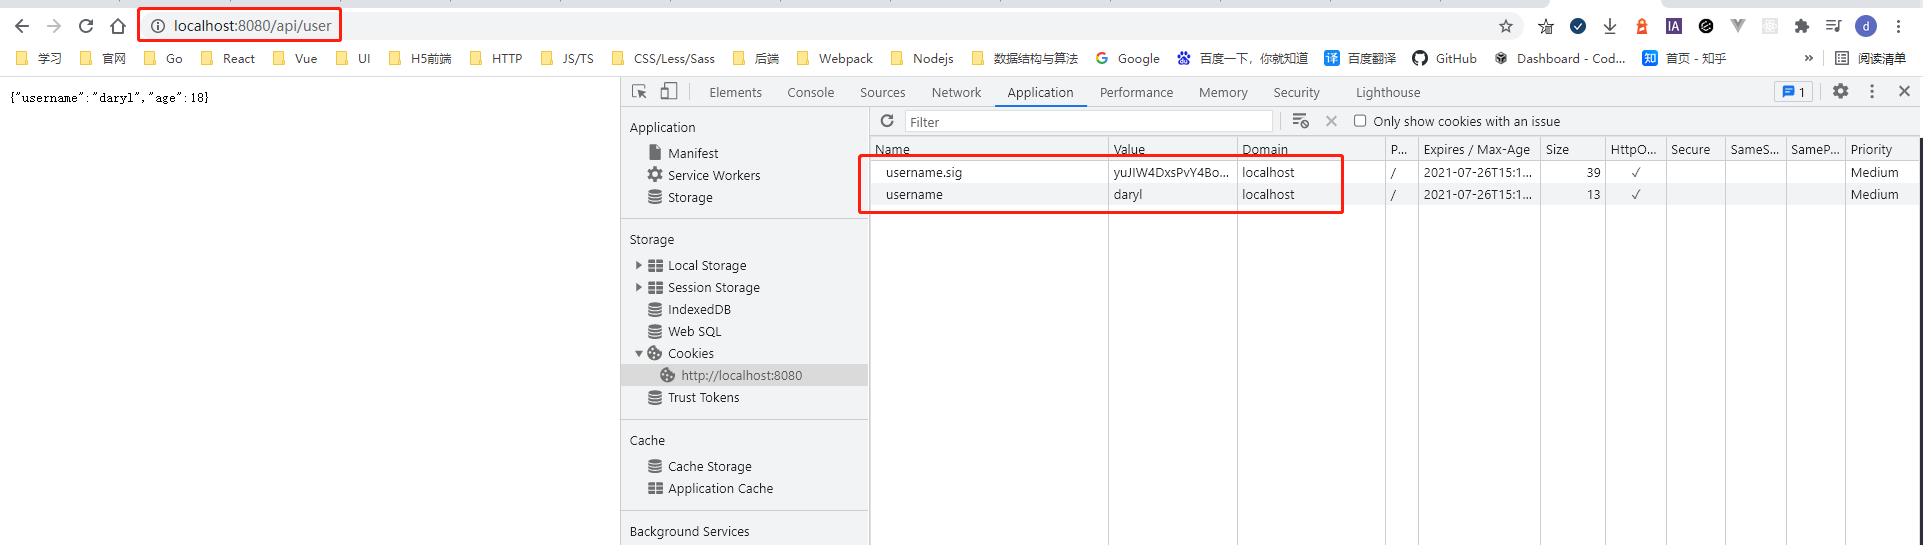 localhost:8080/api/user
IA
d
学习 官网 Go React Vue UI H5前端 HTTP JS/TS CSS/Less/Sass 后端 Webpack Nodejs 数据结构与算法 Google 百度一下，你就知道 译 百度翻译 GitHub Dashboard - Cod... 知 首页 - 知乎 » 阅读清单
{"username":"daryl","age":18}
Elements Console Sources Network Application Performance Memory Security Lighthouse 1
Filter Only show cookies with an issue
Application
Manifest
Service Workers
Storage
Storage
Local Storage
Session Storage
IndexedDB
Web SQL
Cookies
http://localhost:8080
Trust Tokens
Cache
Cache Storage
Application Cache
Background Services
Name Value Domain P... Expires / Max-Age Size HttpO... Secure SameS... SameP... Priority
username.sig yuJIW4DxsPvY4Bo... localhost / 2021-07-26T15:1... 39 ✓ Medium
username daryl localhost / 2021-07-26T15:1... 13 ✓ Medium